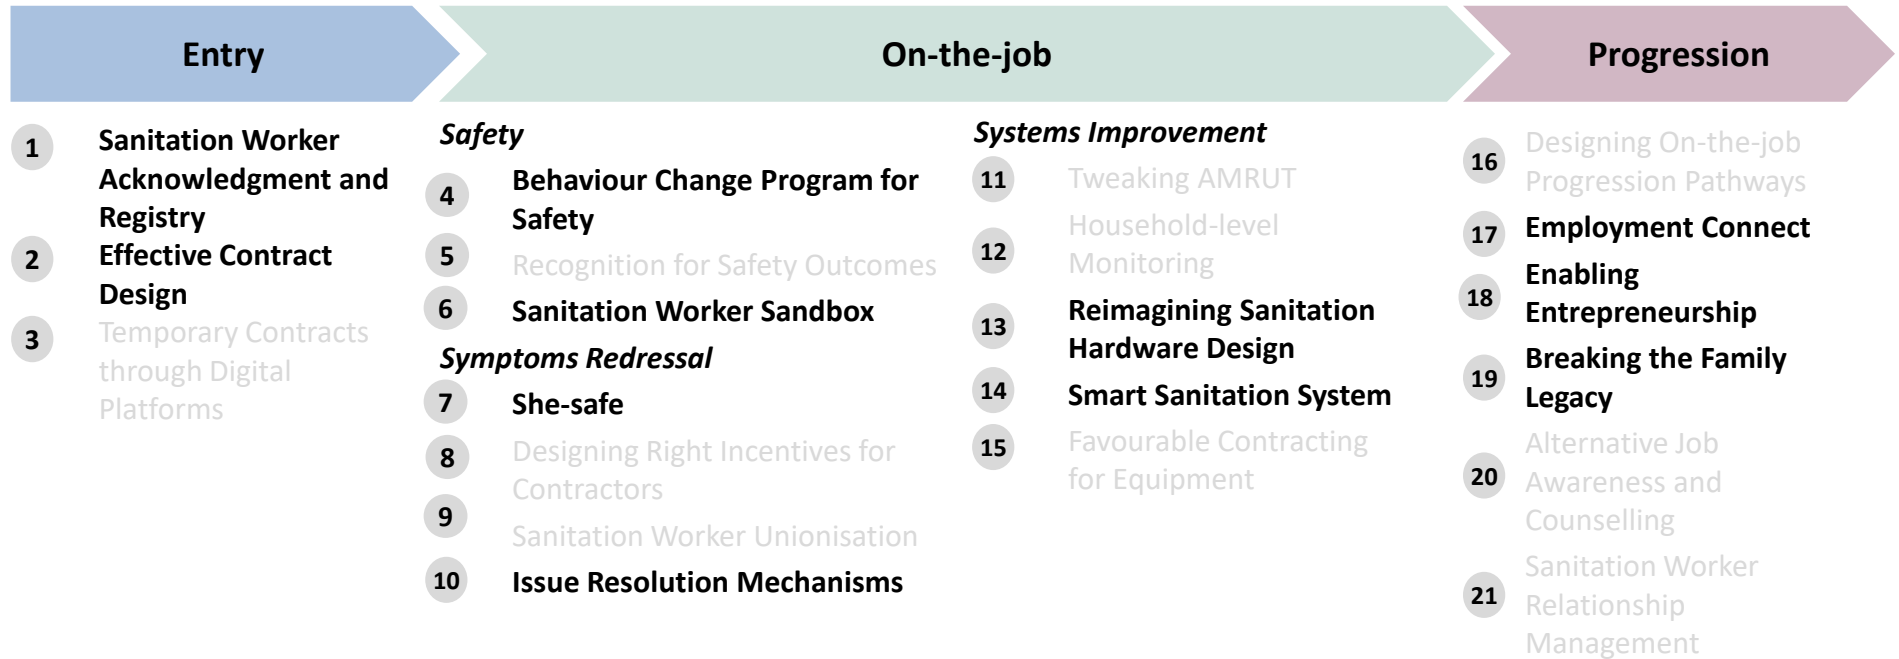 Entry
On-the-job
Progression
1 Sanitation Worker
Acknowledgment and
Registry
2 Effective Contract
Design
3 Temporary Contracts
through Digital
Platforms
Safety
4 Behaviour Change Program for
Safety
5 Recognition for Safety Outcomes
6 Sanitation Worker Sandbox
Symptoms Redressal
7 She-safe
8 Designing Right Incentives for
Contractors
9 Sanitation Worker Unionisation
10 Issue Resolution Mechanisms
Systems Improvement
11 Tweaking AMRUT
12 Household-level
Monitoring
13 Reimagining Sanitation
Hardware Design
14 Smart Sanitation System
15 Favourable Contracting
for Equipment
16 Designing On-the-job
Progression Pathways
17 Employment Connect
18 Enabling
Entrepreneurship
19 Breaking the Family
Legacy
20 Alternative Job
Awareness and
Counselling
21 Sanitation Worker
Relationship
Management